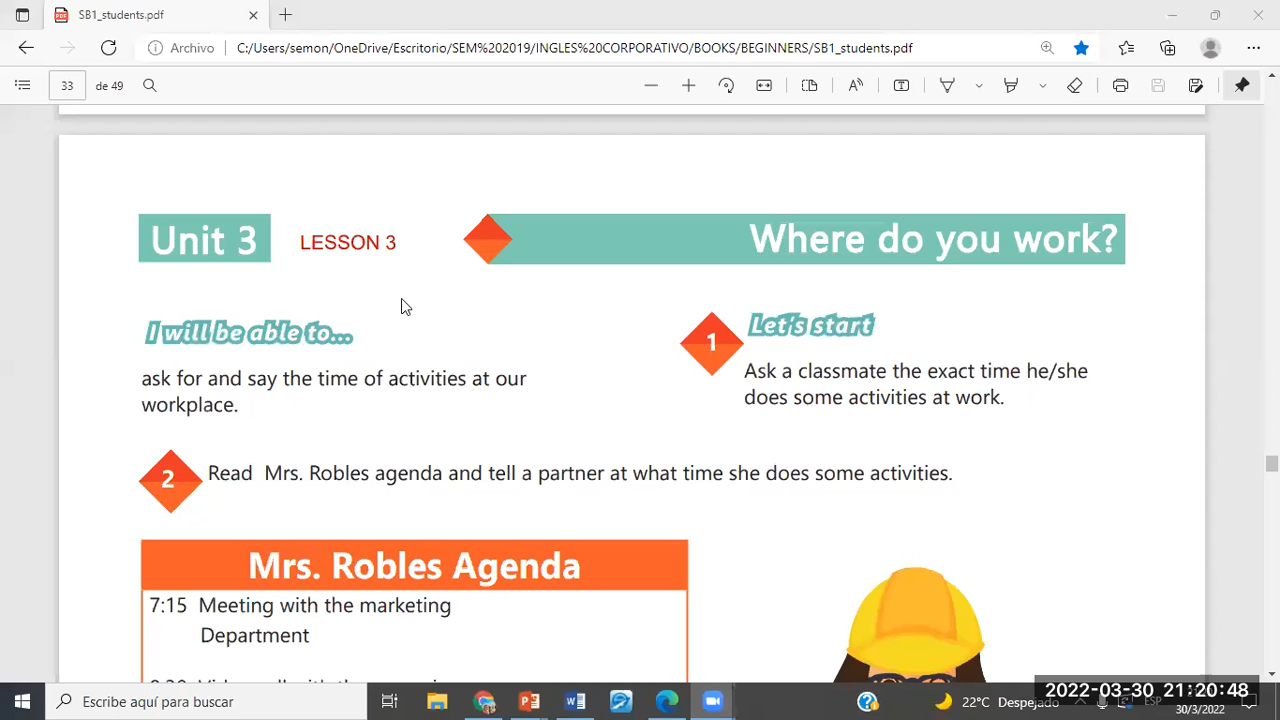 SB1_students.pdf
Archivo
C:/Users/semon/OneDrive/Escritorio/SEM%202019/INGLES%20CORPORATIVO/BOOKS/BEGINNERS/SB1_students.pdf
33 de 49
Unit 3
LESSON 3
Where do you work?
I will be able to...
ask for and say the time of activities at our
workplace.
1
Let's start
Ask a classmate the exact time he/she
does some activities at work.
2
Read Mrs. Robles agenda and tell a partner at what time she does some activities.
Mrs. Robles Agenda
7:15 Meeting with the marketing
Department
Escribe aquí para buscar
22°C Despejado
ESP
2022-03-30 21:20:48
30/3/2022